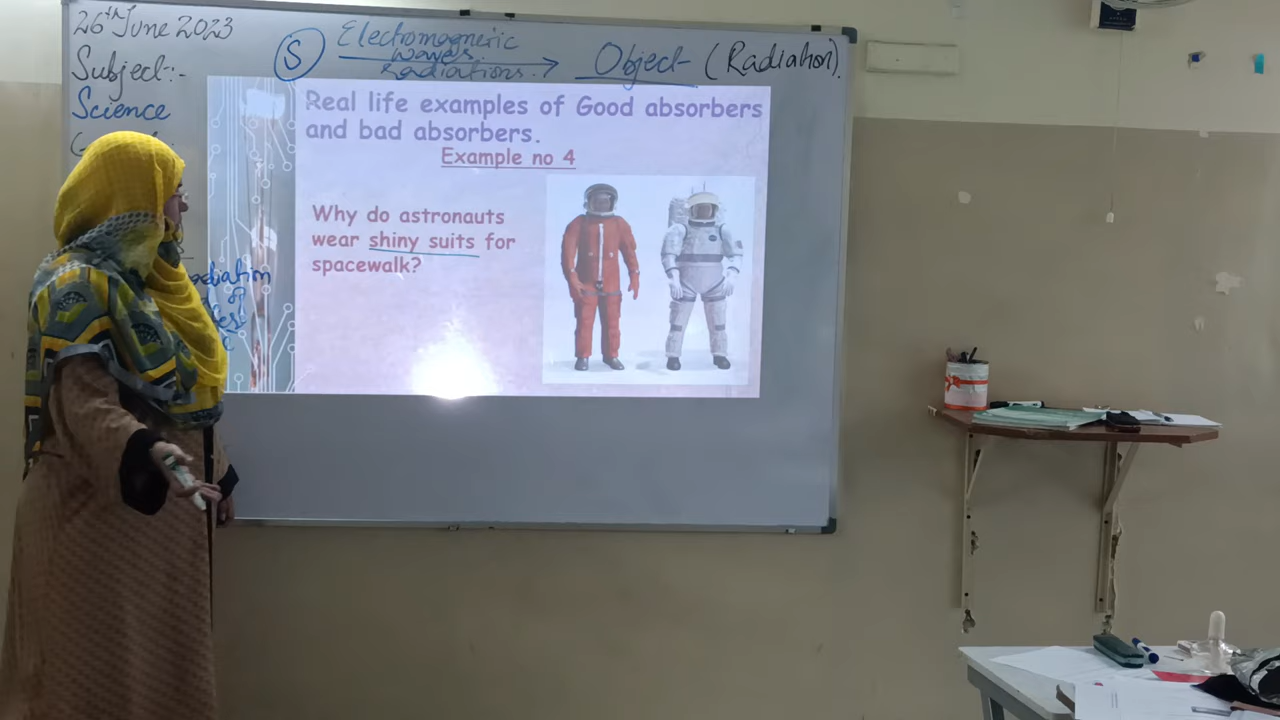 26th June 2023
Subject:-
Science
(S) Electromagneric
waves
Radiations. → Object (Radiation).
Real life examples of Good absorbers
and bad absorbers.
Example no 4
Why do astronauts
wear shiny suits for
spacewalk?